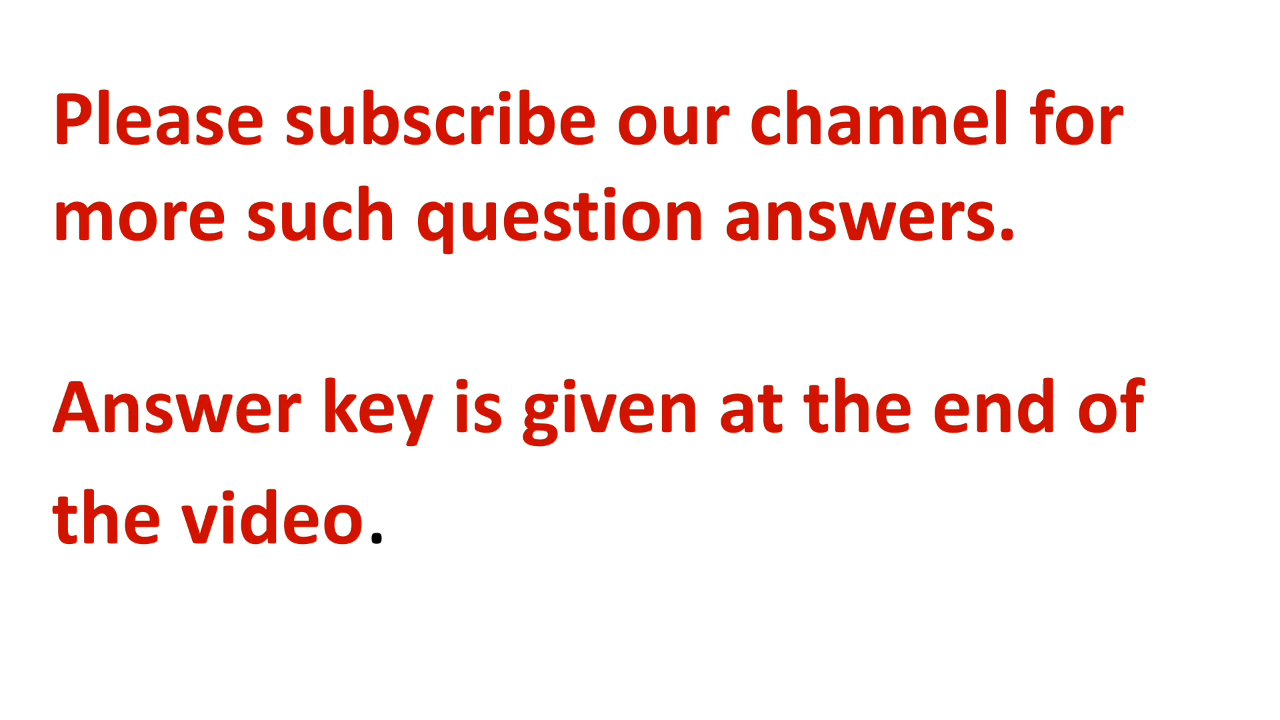 Please subscribe our channel for
more such question answers.
Answer key is given at the end of
the video.